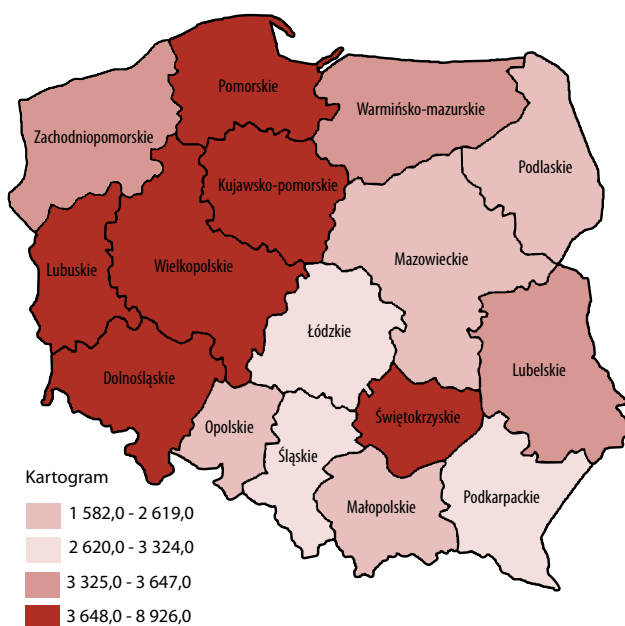 Pomorskie
Warmińsko-mazurskie
Zachodniopomorskie
Podlaskie
Kujawsko-pomorskie
Mazowieckie
Wielkopolskie
Lubuskie
Łódzkie
Lubelskie
Dolnośląskie
Świętokrzyskie
Opolskie
Śląskie
Podkarpackie
Małopolskie
Kartogram
1 582,0 - 2 619,0
2 620,0 - 3 324,0
3 325,0 - 3 647,0
3 648,0 - 8 926,0